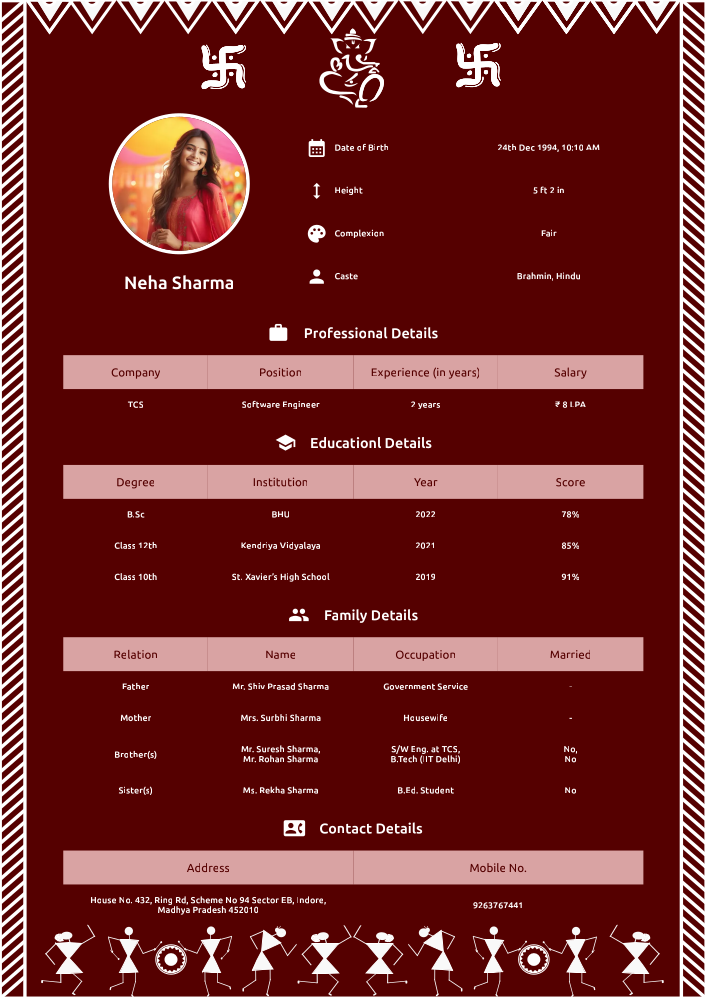 Date of Birth 24th Dec 1994, 10:10 AM
Height 5 ft 2 in
Complexion Fair
Caste Brahmin, Hindu
Neha Sharma
Professional Details
Company Position Experience (in years) Salary
TCS Software Engineer 2 years ₹ 8 LPA
Educationl Details
Degree Institution Year Score
B.Sc BHU 2022 78%
Class 12th Kendriya Vidyalaya 2021 85%
Class 10th St. Xavier's High School 2019 91%
Family Details
Relation Name Occupation Married
Father Mr. Shiv Prasad Sharma Government Service -
Mother Mrs. Surbhi Sharma Housewife -
Brother(s) Mr. Suresh Sharma, S/W Eng. at TCS, No,
Mr. Rohan Sharma B.Tech (IIT Delhi) No
Sister(s) Ms. Rekha Sharma B.Ed. Student No
Contact Details
Address Mobile No.
House No. 432, Ring Rd, Scheme No 94 Sector EB, Indore,
Madhya Pradesh 452010
9263767441